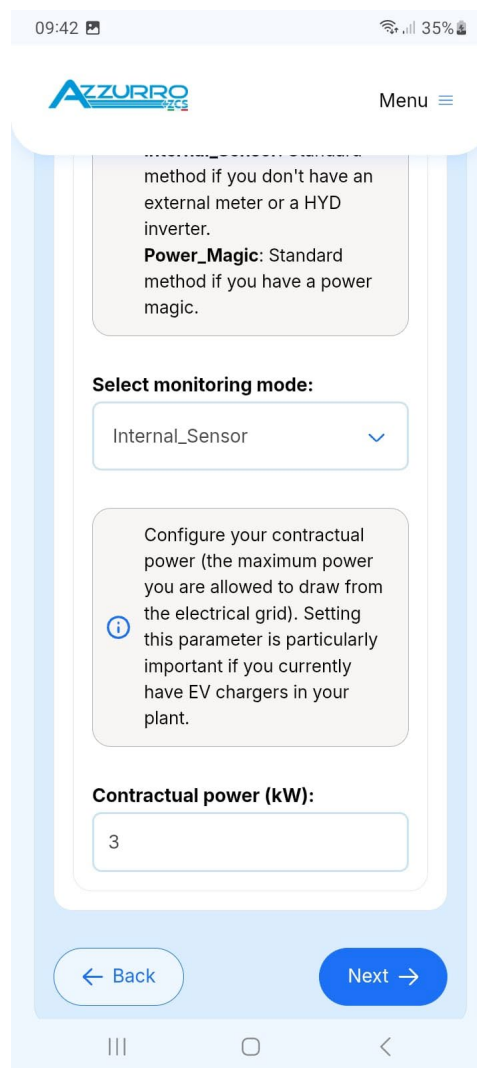 09:42
35%
AZZURRO
ZCS
Menu
Internal_Sensor: Standard
method if you don't have an
external meter or a HYD
inverter.
Power_Magic: Standard
method if you have a power
magic.
Select monitoring mode:
Internal_Sensor
Configure your contractual
power (the maximum power
you are allowed to draw from
the electrical grid). Setting
this parameter is particularly
important if you currently
have EV chargers in your
plant.
Contractual power (kW):
3
Back
Next